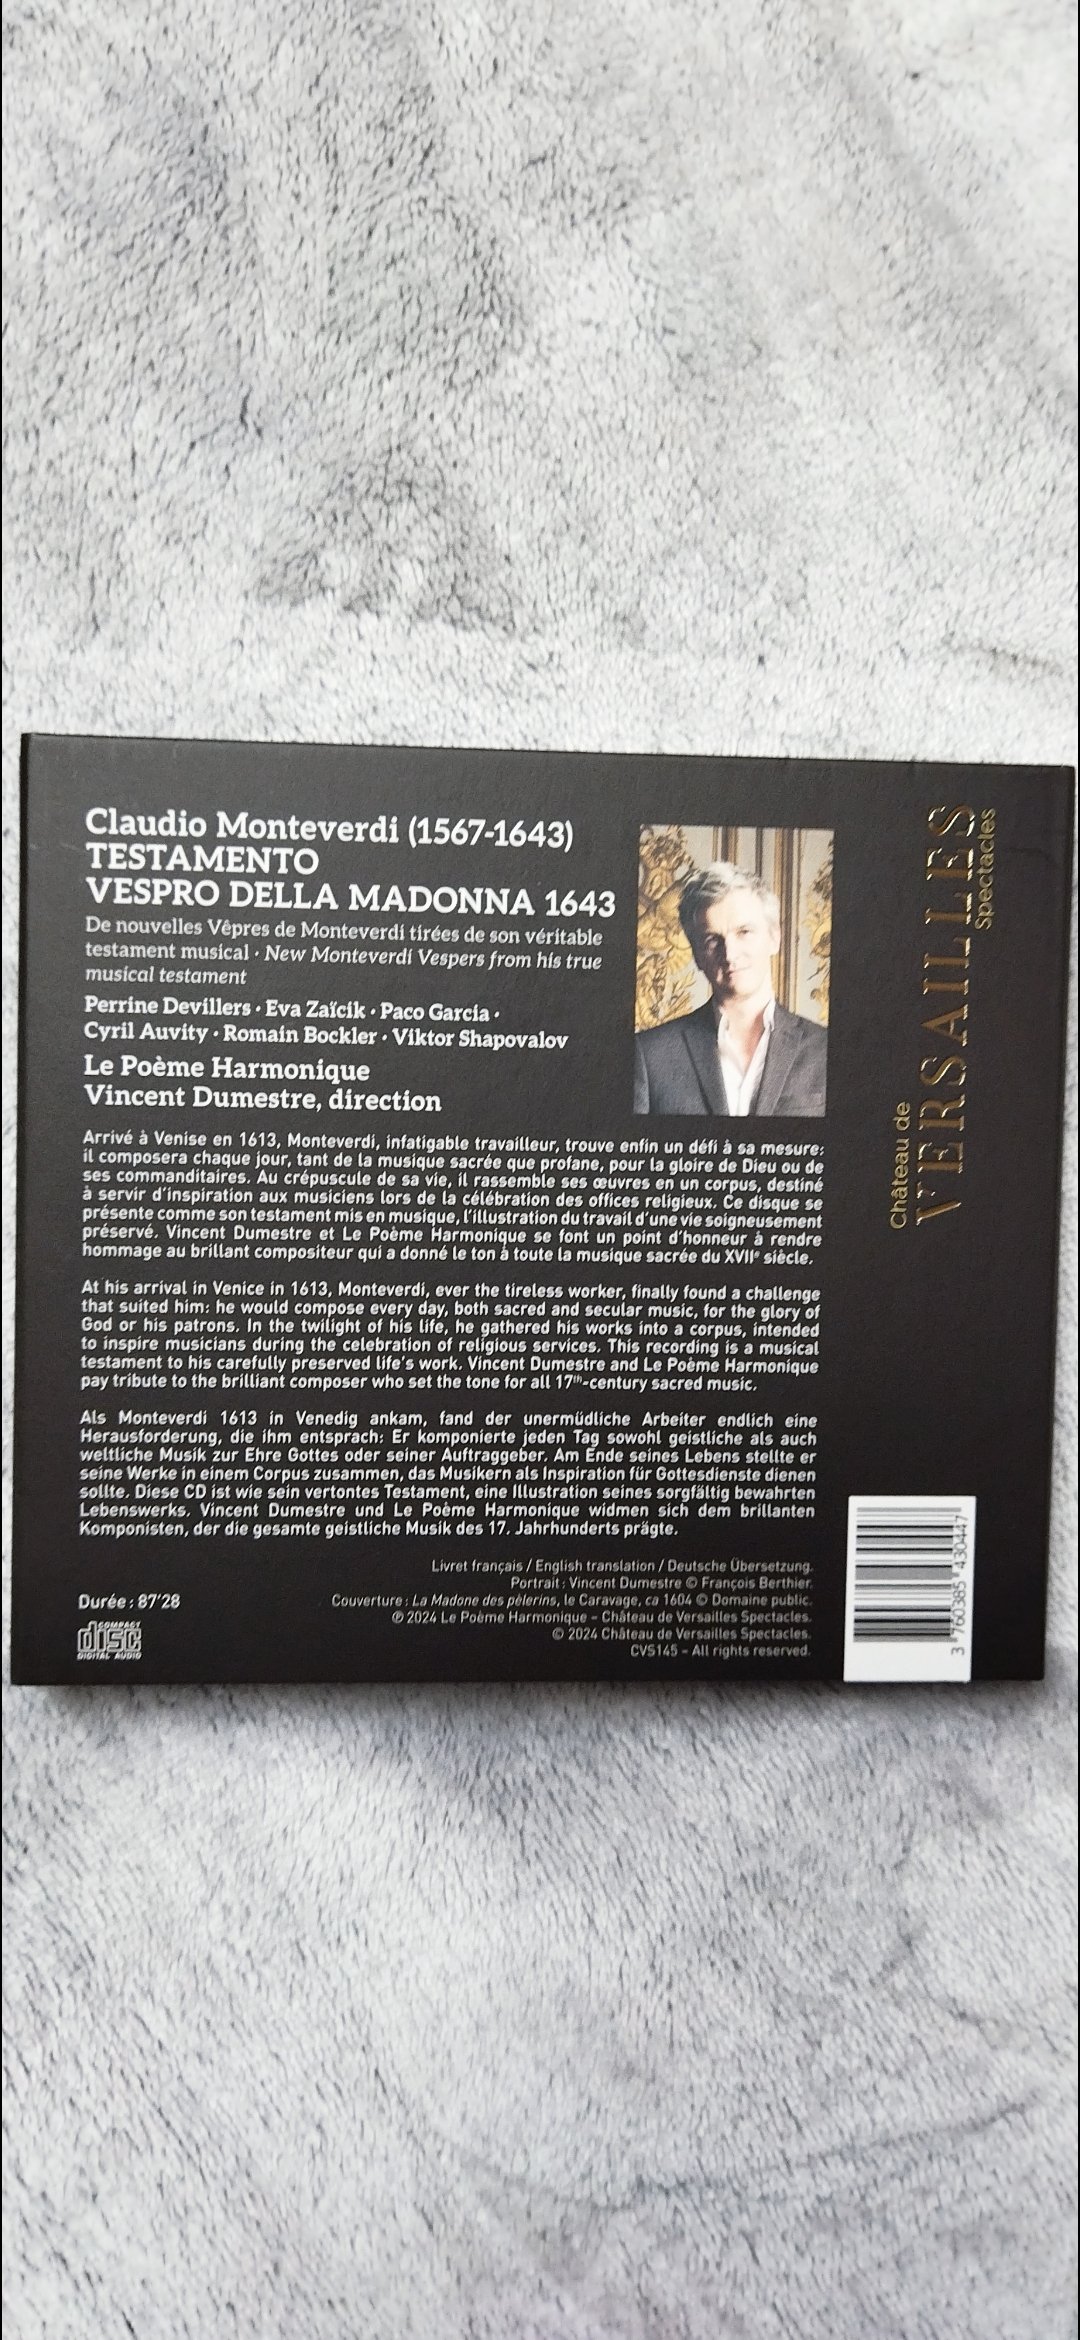 Claudio Monteverdi (1567-1643)
TESTAMENTO
VESPRO DELLA MADONNA 1643
De nouvelles Vêpres de Monteverdi tirées de son véritable
testament musical · New Monteverdi Vespers from his true
musical testament
Perrine Devillers · Eva Zaïcik · Paco Garcia ·
Cyril Auvity · Romain Bockler · Viktor Shapovalov
Le Poème Harmonique
Vincent Dumestre, direction
Arrivé à Venise en 1613, Monteverdi, infatigable travailleur, trouve enfin un défi à sa mesure:
il composera chaque jour, tant de la musique sacrée que profane, pour la gloire de Dieu ou de
ses commanditaires. Au crépuscule de sa vie, il rassemble ses œuvres en un corpus, destiné
à servir d'inspiration aux musiciens lors de la célébration des offices religieux. Ce disque se
présente comme son testament mis en musique, l'illustration du travail d'une vie soigneusement
préservé. Vincent Dumestre et Le Poème Harmonique se font un point d'honneur à rendre
hommage au brillant compositeur qui a donné le ton à toute la musique sacrée du XVIIe siècle.
At his arrival in Venice in 1613, Monteverdi, ever the tireless worker, finally found a challenge
that suited him: he would compose every day, both sacred and secular music, for the glory of
God or his patrons. In the twilight of his life, he gathered his works into a corpus, intended
to inspire musicians during the celebration of religious services. This recording is a musical
testament to his carefully preserved life's work. Vincent Dumestre and Le Poème Harmonique
pay tribute to the brilliant composer who set the tone for all 17th-century sacred music.
Als Monteverdi 1613 in Venedig ankam, fand der unermüdliche Arbeiter endlich eine
Herausforderung, die ihm entsprach: Er komponierte jeden Tag sowohl geistliche als auch
weltliche Musik zur Ehre Gottes oder seiner Auftraggeber. Am Ende seines Lebens stellte er
seine Werke in einem Corpus zusammen, das Musikern als Inspiration für Gottesdienste dienen
sollte. Diese CD ist wie sein vertontes Testament, eine Illustration seines sorgfältig bewahrten
Lebenswerks. Vincent Dumestre und Le Poème Harmonique widmen sich dem brillanten
Komponisten, der die gesamte geistliche Musik des 17. Jahrhunderts prägte.
Livret français / English translation / Deutsche Übersetzung.
Portrait : Vincent Dumestre © François Berthier.
Couverture : La Madone des pèlerins, le Caravage, ca 1604 © Domaine public.
℗ 2024 Le Poème Harmonique – Château de Versailles Spectacles.
© 2024 Château de Versailles Spectacles.
CVS145 – All rights reserved.
Durée : 87'28
COMPACT
disc
DIGITAL AUDIO
Château de
VERSAILLES
Spectacles
3 760385 430447